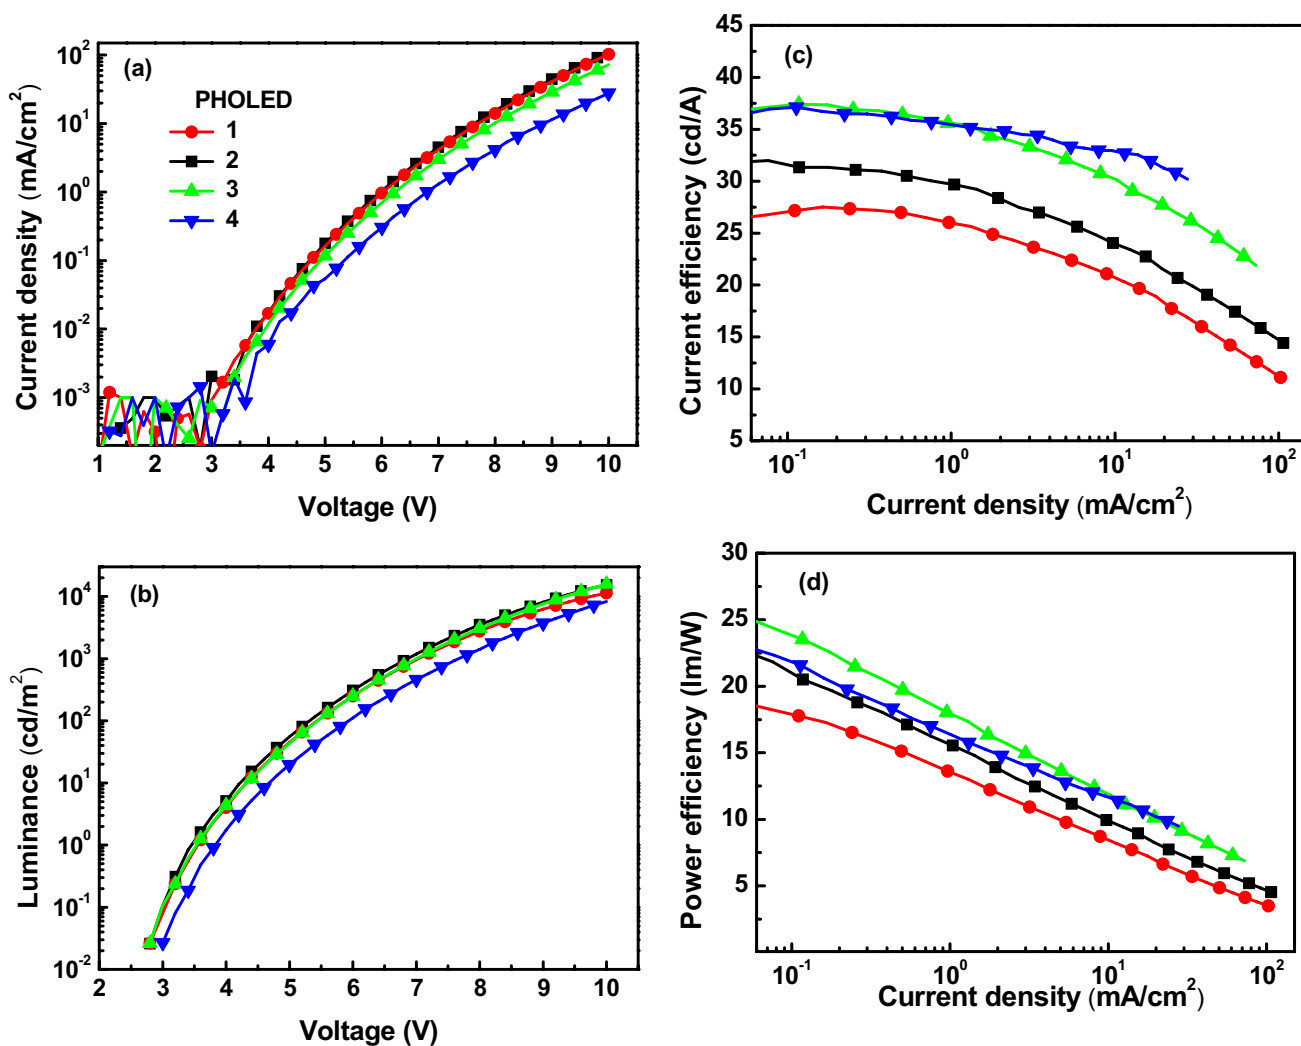 (a)
PHOLED
1
2
3
4
10²
10¹
10⁰
10⁻¹
10⁻²
10⁻³
Current density (mA/cm²)
1 2 3 4 5 6 7 8 9 10
Voltage (V)
(c)
45
40
35
30
25
20
15
10
5
Current efficiency (cd/A)
10⁻¹ 10⁰ 10¹ 10²
Current density (mA/cm²)
(b)
10⁴
10³
10²
10¹
10⁰
10⁻¹
10⁻²
Luminance (cd/m²)
2 3 4 5 6 7 8 9 10
Voltage (V)
(d)
30
25
20
15
10
5
Power efficiency (lm/W)
10⁻¹ 10⁰ 10¹ 10²
Current density (mA/cm²)